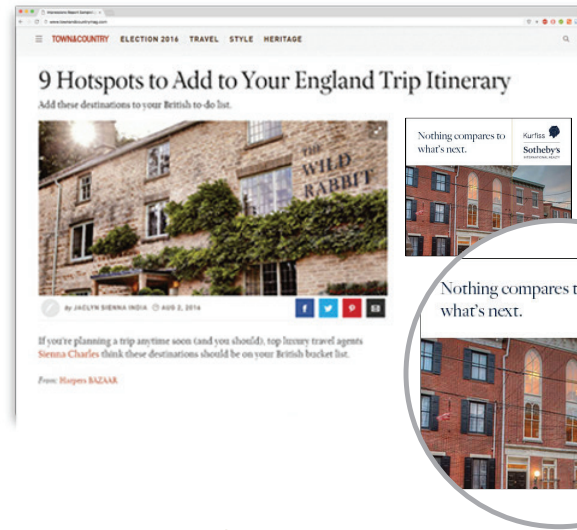 www.townandcountrymag.com
TOWN&COUNTRY ELECTION 2016 TRAVEL STYLE HERITAGE
9 Hotspots to Add to Your England Trip Itinerary
Add these destinations to your British to-do list.
THE
WILD
RABBIT
By JACLYN SIENNA INDIA AUG 2, 2016
If you're planning a trip anytime soon (and you should), top luxury travel agents
Sienna Charles think these destinations should be on your British bucket list.
From: Harpers BAZAAR
Nothing compares to
what's next.
Kurfiss
Sotheby's
INTERNATIONAL REALTY
Nothing compares t
what's next.